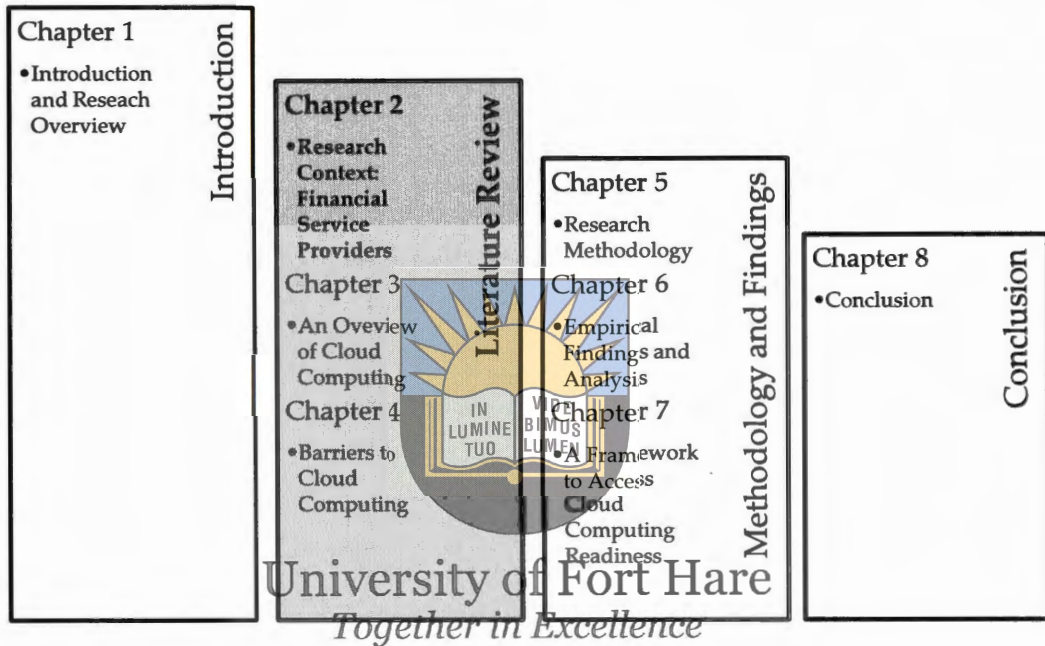 Chapter 1
•Introduction
and Reseach
Overview
Introduction
Chapter 2
•Research
Context:
Financial
Service
Providers
Chapter 3
•An Oveview
of Cloud
Computing
Chapter 4
•Barriers to
Cloud
Computing
Literature Review
Chapter 5
•Research
Methodology
Chapter 6
•Empirical
Findings and
Analysis
Chapter 7
•A Framework
to Access
Cloud
Computing
Readiness
Methodology and Findings
Chapter 8
•Conclusion
Conclusion
IN
LUMINE
TUO
VIDE
BIMUS
LUMEN
University of Fort Hare
Together in Excellence